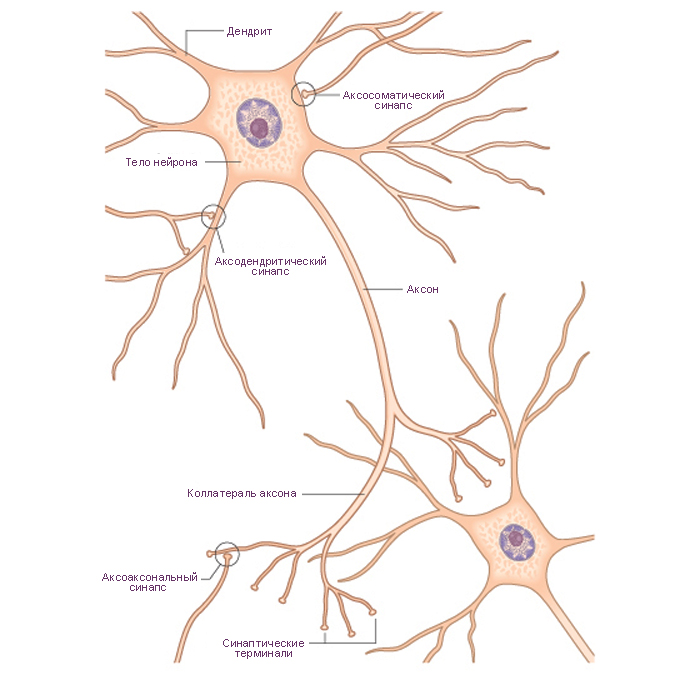 Дендрит
Аксосоматический
синапс
Тело нейрона
Аксодендритический
синапс
Аксон
Коллатераль аксона
Аксоаксональный
синапс
Синаптические
терминали